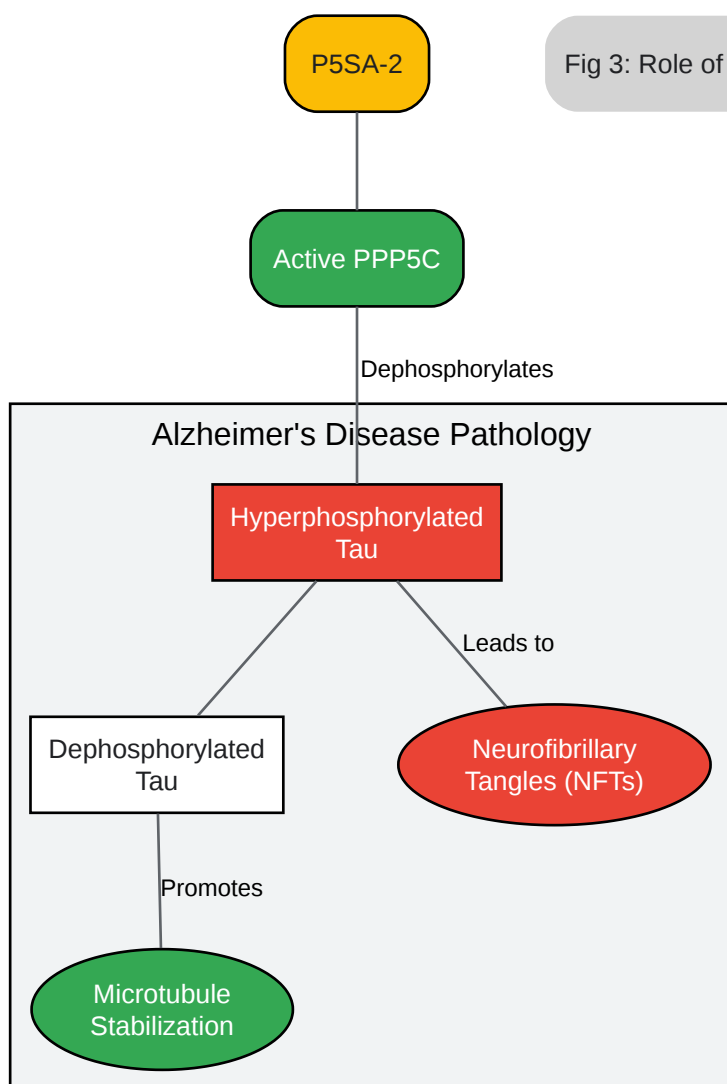 P5SA-2
Fig 3: Role of
Active PPP5C
Dephosphorylates
Alzheimer's Disease Pathology
Hyperphosphorylated
Tau
Leads to
Dephosphorylated
Tau
Neurofibrillary
Tangles (NFTs)
Promotes
Microtubule
Stabilization